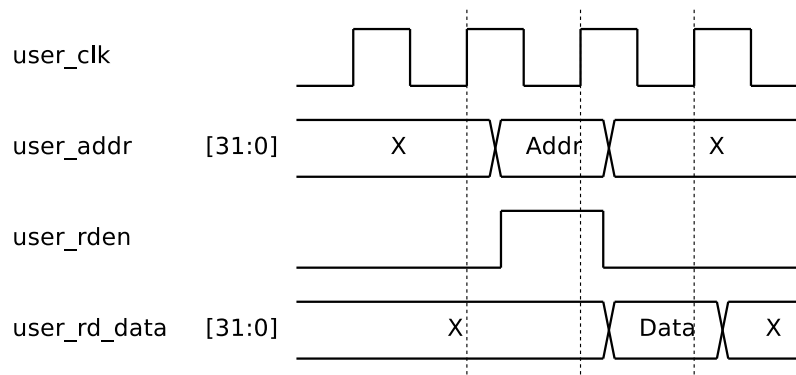 user_clk
user_addr [31:0] X Addr X
user_rden
user_rd_data [31:0] X Data X